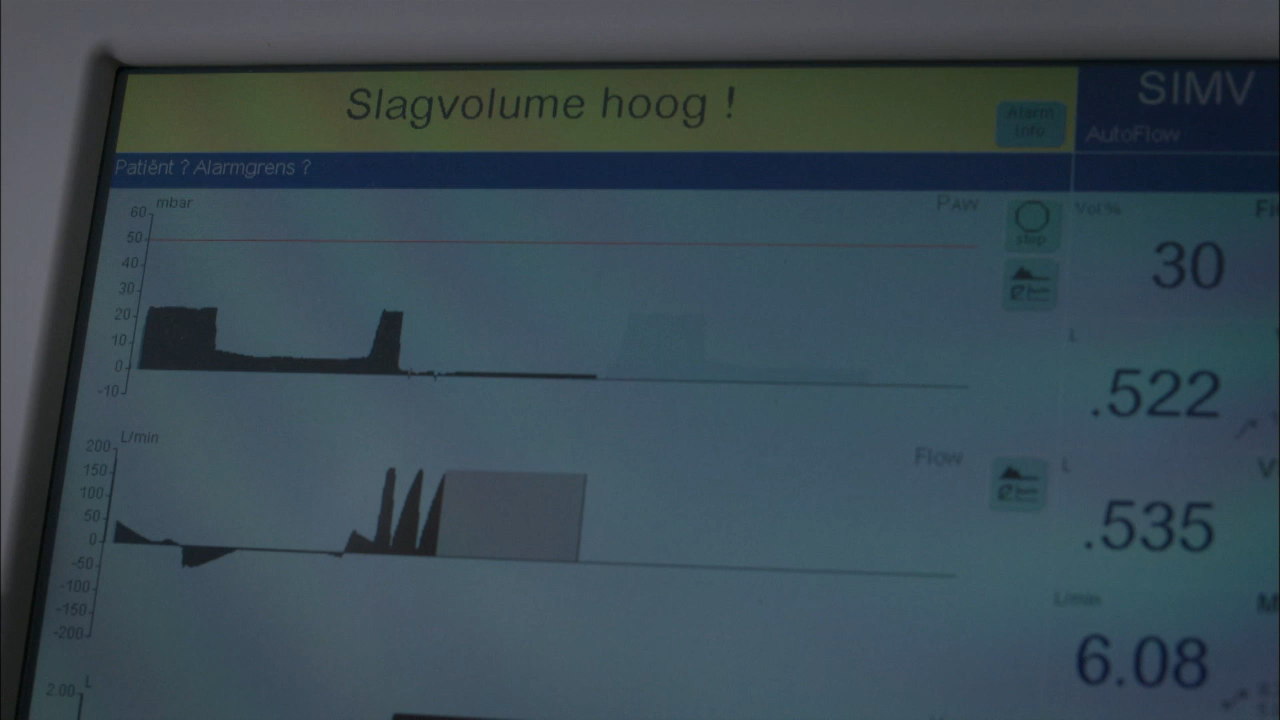 Slagvolume hoog !
Alarm
Info
SIMV
AutoFlow
Patiënt ? Alarmgrens ?
mbar
Paw
60
50
40
30
20
10
0
-10
stop
Vol%
30
L
.522
L/min
Flow
200
150
100
50
0
-50
-100
-150
-200
L
.535
L/min
6.08
2.00
L